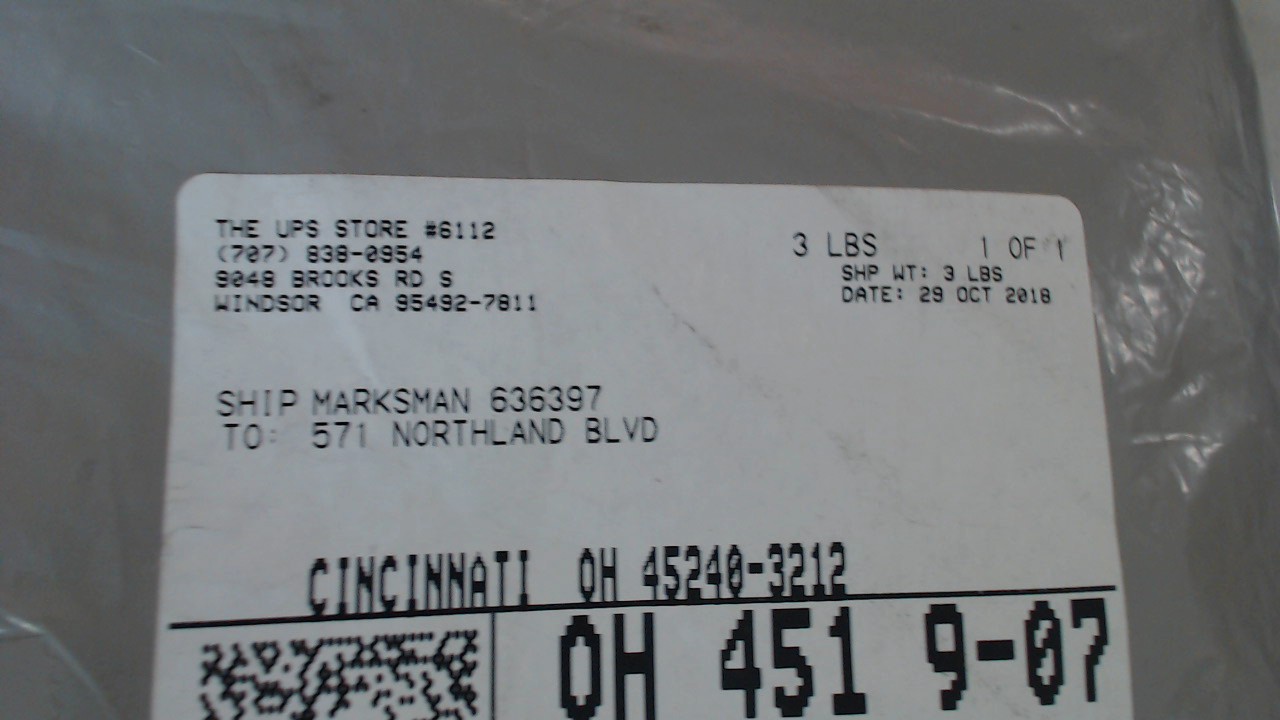 THE UPS STORE #6112
(707) 838-0954
9048 BROOKS RD S
WINDSOR CA 95492-7811
3 LBS 1 OF 1
SHP WT: 3 LBS
DATE: 29 OCT 2018
SHIP MARKSMAN 636397
TO: 571 NORTHLAND BLVD
CINCINNATI OH 45240-3212
OH 451 9-07